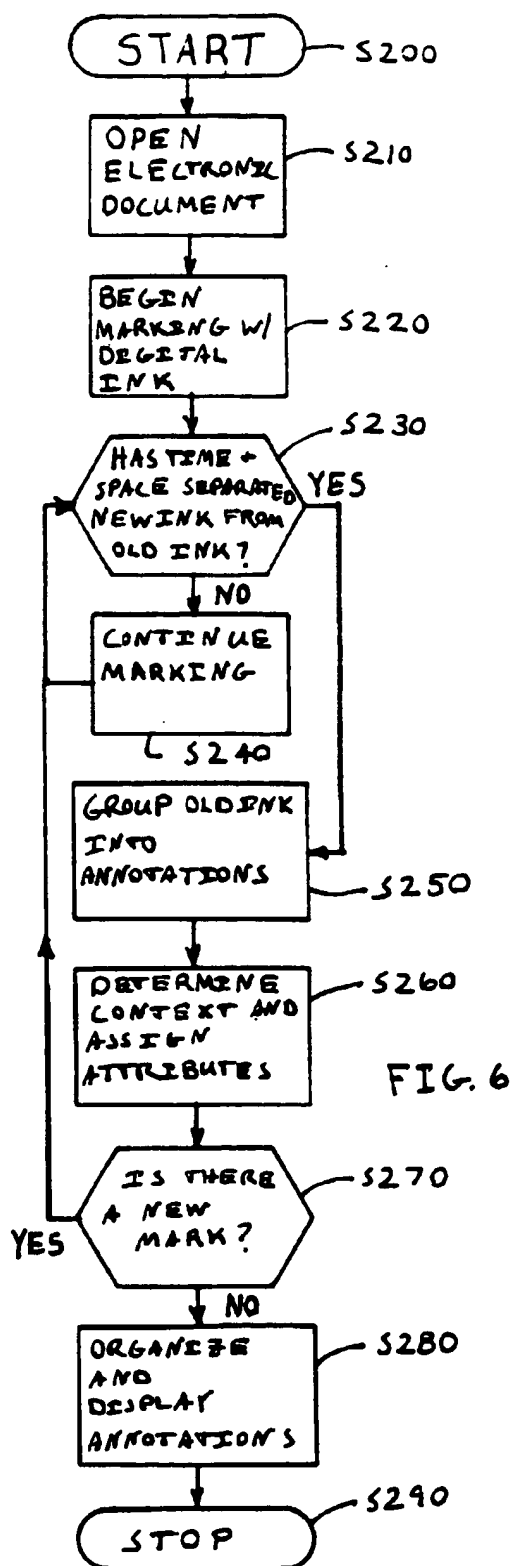 START
S200
OPEN
ELECTRONIC
DOCUMENT
S210
BEGIN
MARKING W/
DIGITAL
INK
S220
HAS TIME +
SPACE SEPARATED
NEW INK FROM
OLD INK?
S230
YES
NO
CONTINUE
MARKING
S240
GROUP OLD INK
INTO
ANNOTATIONS
S250
DETERMINE
CONTEXT AND
ASSIGN
ATTRIBUTES
S260
FIG. 6
IS THERE
A NEW
MARK?
S270
YES
NO
ORGANIZE
AND
DISPLAY
ANNOTATIONS
S280
STOP
S290